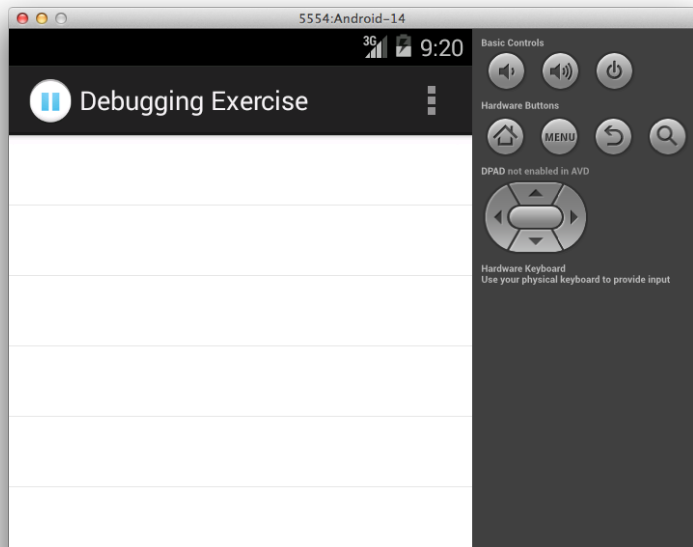 5554:Android-14
3G 9:20
Debugging Exercise
Basic Controls
Hardware Buttons
MENU
DPAD not enabled in AVD
Hardware Keyboard
Use your physical keyboard to provide input